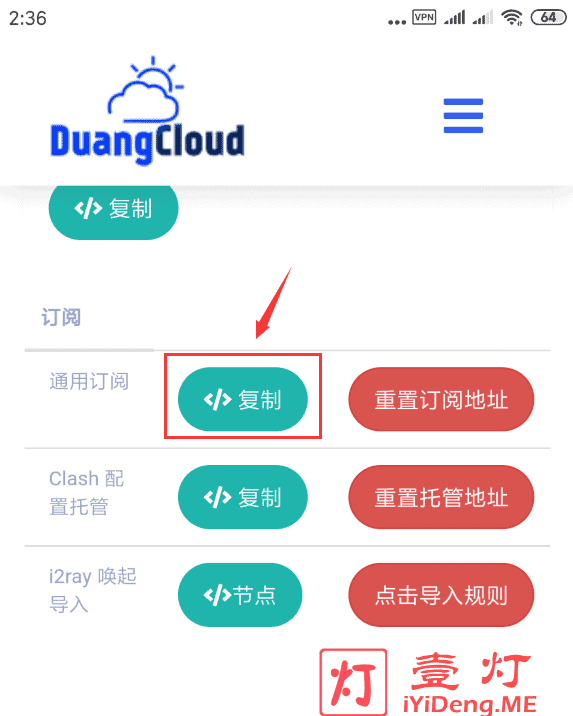 2:36
VPN
64
DuangCloud
</> 复制
订阅
通用订阅
</> 复制
重置订阅地址
Clash 配
置托管
</> 复制
重置托管地址
i2ray 唤起
导入
</>节点
点击导入规则
灯
壹灯
iYiDeng.ME